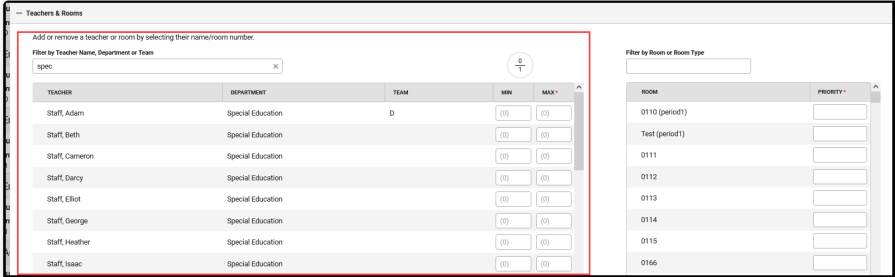 — Teachers & Rooms
Add or remove a teacher or room by selecting their name/room number.
Filter by Teacher Name, Department or Team
spec ×
0
1
TEACHER DEPARTMENT TEAM MIN MAX*
Staff, Adam Special Education D (0) (0)
Staff, Beth Special Education (0) (0)
Staff, Cameron Special Education (0) (0)
Staff, Darcy Special Education (0) (0)
Staff, Elliot Special Education (0) (0)
Staff, George Special Education (0) (0)
Staff, Heather Special Education (0) (0)
Staff, Isaac Special Education (0) (0)
Filter by Room or Room Type
ROOM PRIORITY*
0110 (period1)
Test (period1)
0111
0112
0113
0114
0115
0166